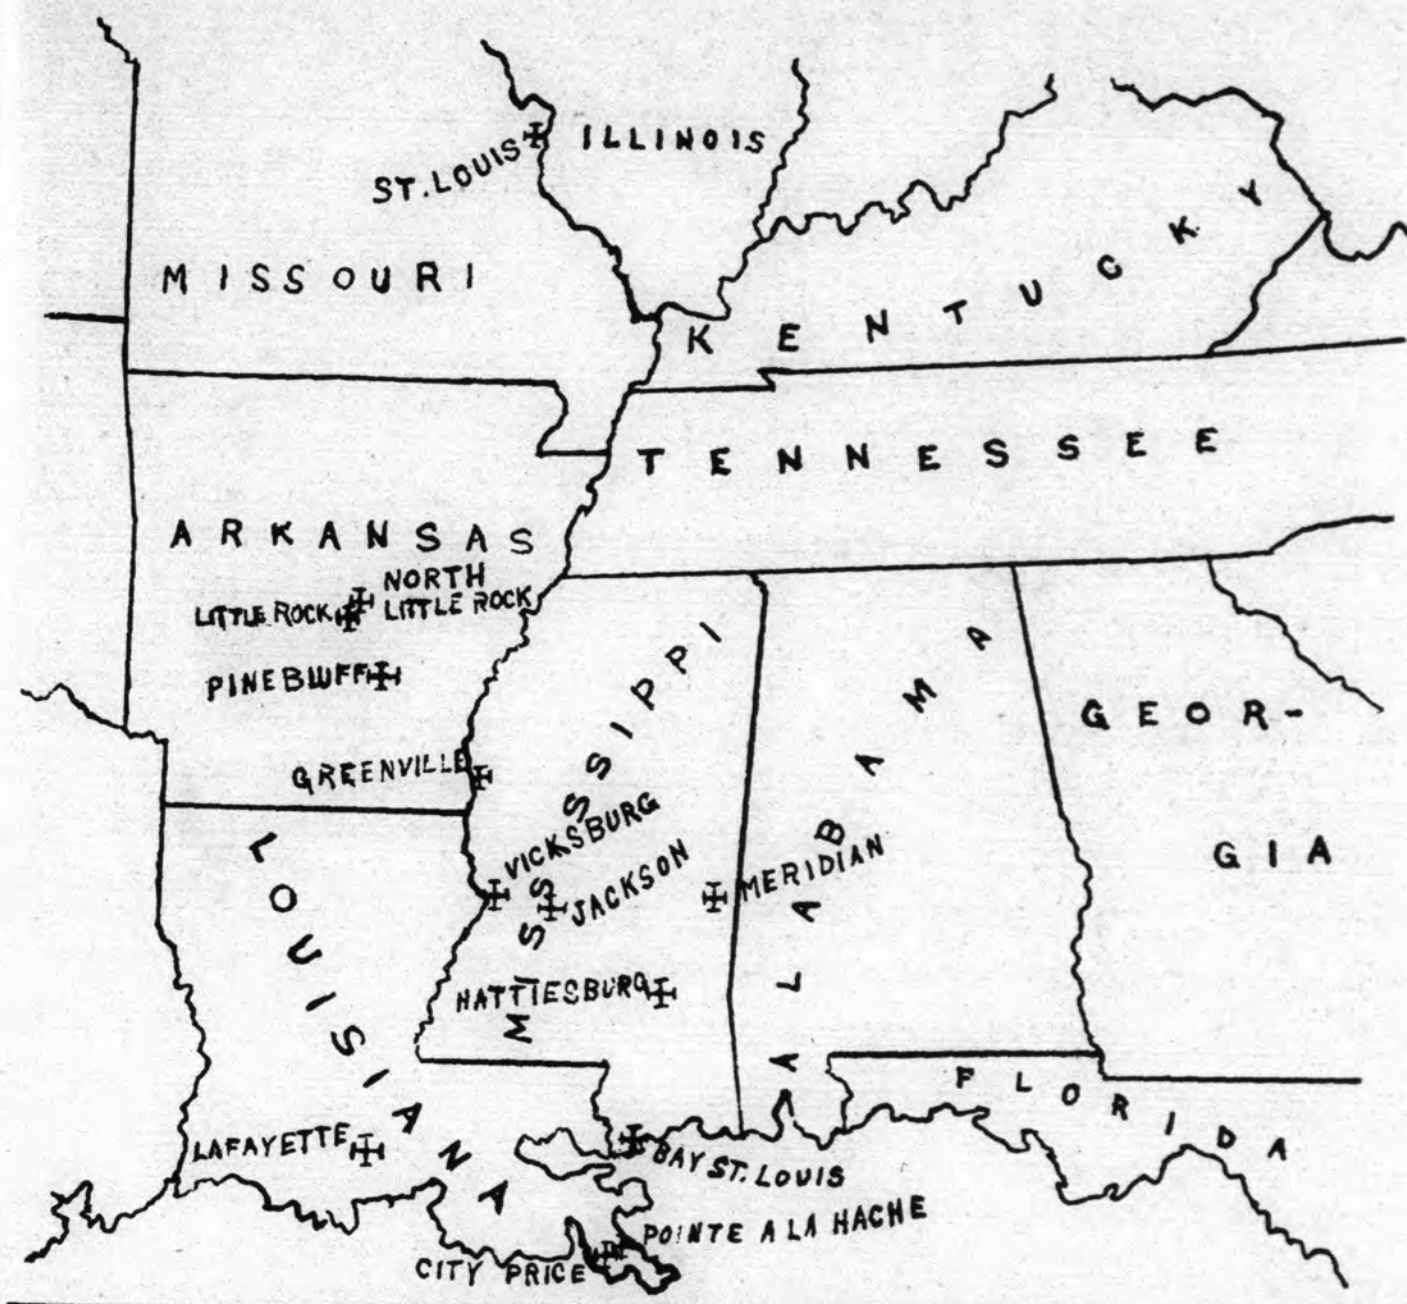 ILLINOIS
ST. LOUIS
MISSOURI
KENTUCKY
TENNESSEE
ARKANSAS
NORTH
LITTLE ROCK
LITTLE ROCK
PINEBLUFF
MISSISSIPPI
ALABAMA
GEOR-
GIA
GREENVILLE
VICKSBURG
JACKSON
MERIDIAN
LOUISIANA
HATTIESBURG
FLORIDA
LAFAYETTE
BAY ST. LOUIS
POINTE A LA HACHE
CITY PRICE